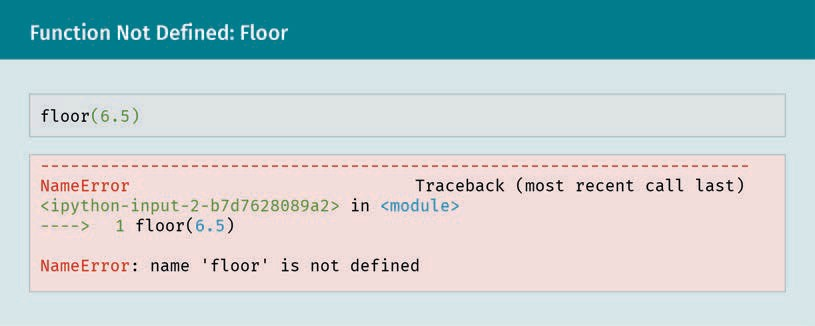 Function Not Defined: Floor
floor(6.5)
-----------------------------------------------------------------------
NameError Traceback (most recent call last)
<ipython-input-2-b7d7628089a2> in <module>
----> 1 floor(6.5)
NameError: name 'floor' is not defined